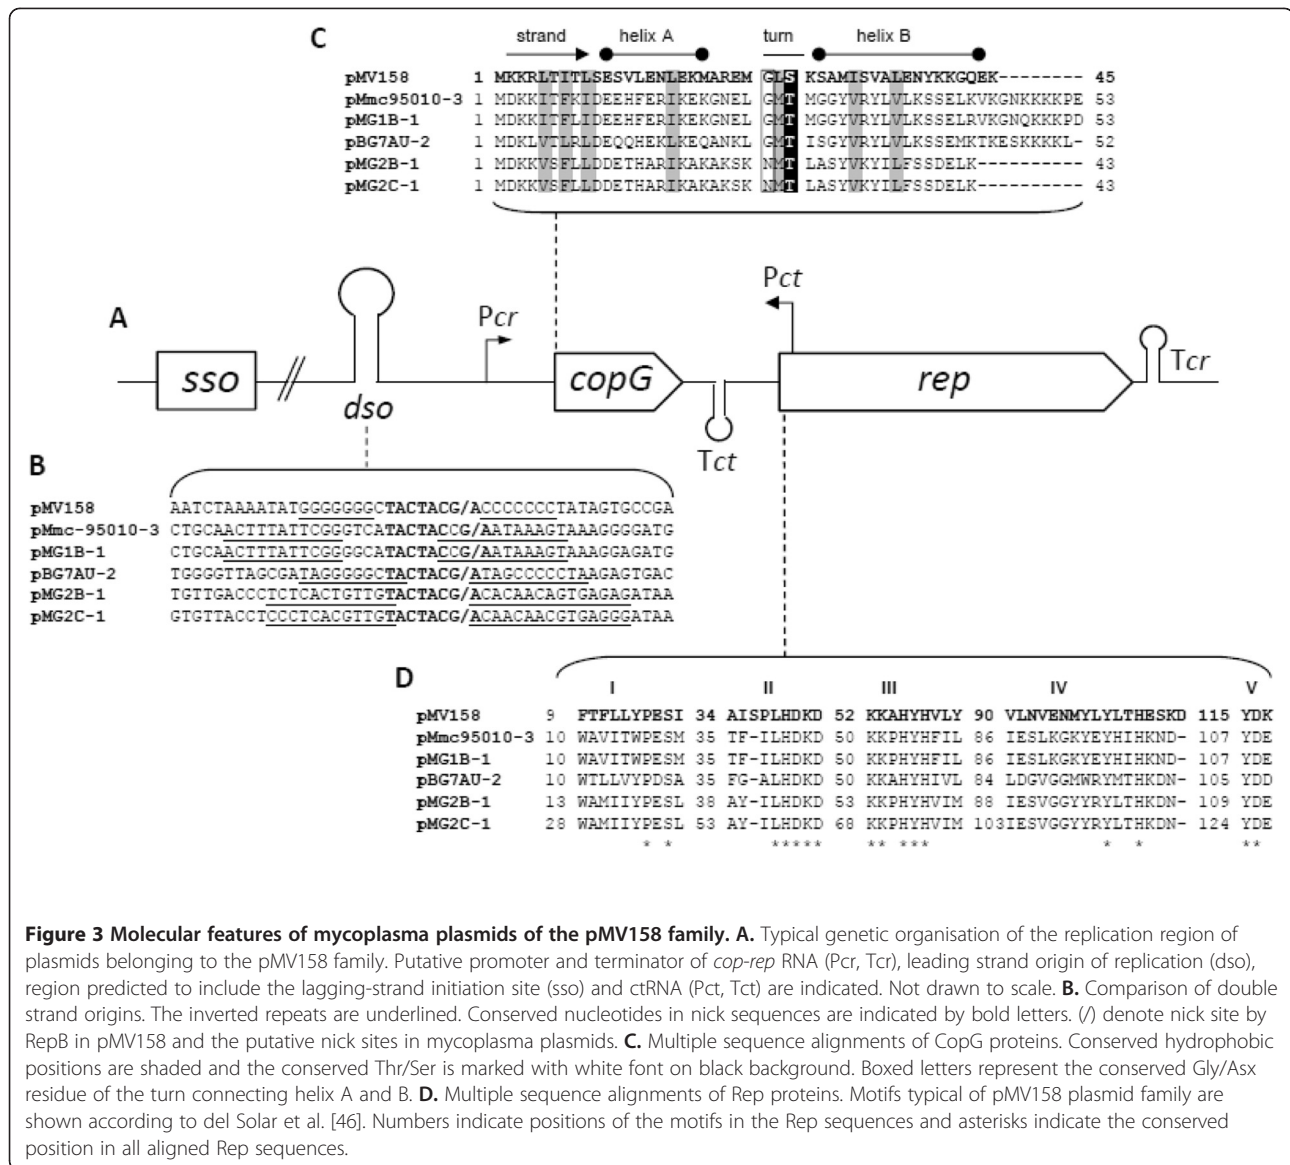 C
strand helix A turn helix B
pMV158 1 MKKRLTITLSESVLENLEKMAREM GLS KSAMISVALENYKKGQEK-------- 45
pMmc95010-3 1 MDKKITFKIDEEHFERIKEKGNEL GMT MGGYVRYLVLKSSELKVKGNKKKKPE 53
pMG1B-1 1 MDKKITFLIDEEHFERIKEKGNEL GMT MGGYVRYLVLKSSELRVKGNQKKKPD 53
pBG7AU-2 1 MDKLVTLRLDEQQHEKLKEQANKL GMT ISGYVRYLVLKSSEMKTKESKKKKL- 52
pMG2B-1 1 MDKKVSFLLDDETHARIKAKAKSK NMT LASYVKYILFSSDELK---------- 43
pMG2C-1 1 MDKKVSFLLDDETHARIKAKAKSK NMT LASYVKYILFSSDELK---------- 43
A
sso
dso
Pcr
copG
Tct
Pct
rep
Tcr
B
pMV158 AATCTAAAATATGGGGGGGCTACTACG/ACCCCCCCTATAGTGCCGA
pMmc-95010-3 CTGCAACTTTATTCGGGTCATACTACCG/AATAAAGTAAAGGGGATG
pMG1B-1 CTGCAACTTTATTCGGGGCATACTACCG/AATAAAGTAAAGGAGATG
pBG7AU-2 TGGGGTTAGCGATAGGGGGCTACTACG/ATAGCCCCCTAAGAGTGAC
pMG2B-1 TGTTGACCCTCTCACTGTTGTACTACG/ACACAACAGTGAGAGATAA
pMG2C-1 GTGTTACCTCCCTCACGTTGTACTACG/ACAACAACGTGAGGGATAA
D
I II III IV V
pMV158 9 FTFLLYPESI 34 AISPLHDKD 52 KKAHYHVLY 90 VLNVENMYLYLTHESKD 115 YDK
pMmc95010-3 10 WAVITWPESM 35 TF-ILHDKD 50 KKPHYHFIL 86 IESLKGKYEYHIHKND- 107 YDE
pMG1B-1 10 WAVITWPESM 35 TF-ILHDKD 50 KKPHYHFIL 86 IESLKGKYEYHIHKND- 107 YDE
pBG7AU-2 10 WTLLVYPDSA 35 FG-ALHDKD 50 KKAHYHIVL 84 LDGVGGMWRYMTHKDN- 105 YDD
pMG2B-1 13 WAMIIYPESL 38 AY-ILHDKD 53 KKPHYHVIM 88 IESVGGYYRYLTHKDN- 109 YDE
pMG2C-1 28 WAMIIYPESL 53 AY-ILHDKD 68 KKPHYHVIM 103IESVGGYYRYLTHKDN- 124 YDE
* * ***** ** *** * * **
Figure 3 Molecular features of mycoplasma plasmids of the pMV158 family. A. Typical genetic organisation of the replication region of
plasmids belonging to the pMV158 family. Putative promoter and terminator of cop-rep RNA (Pcr, Tcr), leading strand origin of replication (dso),
region predicted to include the lagging-strand initiation site (sso) and ctRNA (Pct, Tct) are indicated. Not drawn to scale. B. Comparison of double
strand origins. The inverted repeats are underlined. Conserved nucleotides in nick sequences are indicated by bold letters. (/) denote nick site by
RepB in pMV158 and the putative nick sites in mycoplasma plasmids. C. Multiple sequence alignments of CopG proteins. Conserved hydrophobic
positions are shaded and the conserved Thr/Ser is marked with white font on black background. Boxed letters represent the conserved Gly/Asx
residue of the turn connecting helix A and B. D. Multiple sequence alignments of Rep proteins. Motifs typical of pMV158 plasmid family are
shown according to del Solar et al. [46]. Numbers indicate positions of the motifs in the Rep sequences and asterisks indicate the conserved
position in all aligned Rep sequences.